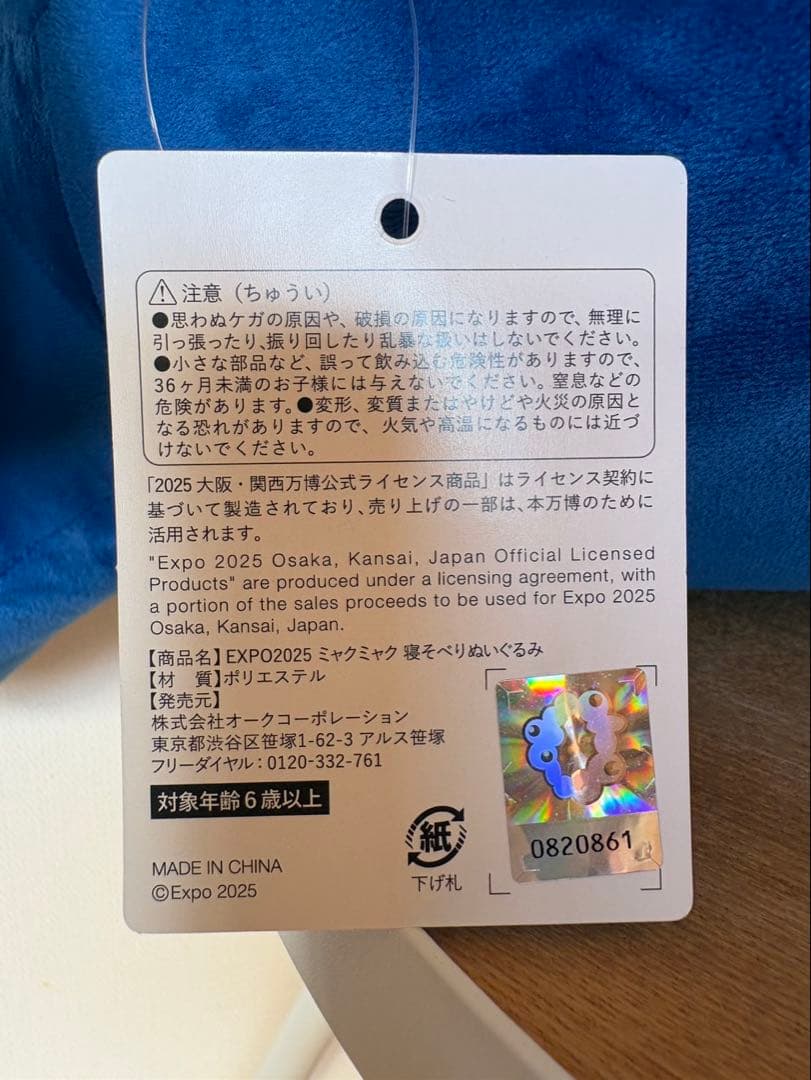 注意（ちゅうい）
●思わぬケガの原因や、破損の原因になりますので、無理に
引っ張ったり、振り回したり乱暴な扱いはしないでください。
●小さな部品など、誤って飲み込む危険性がありますので、
36ヶ月未満のお子様には与えないでください。窒息などの
危険があります。●変形、変質またはやけどや火災の原因と
なる恐れがありますので、火気や高温になるものには近づ
けないでください。
「2025 大阪・関西万博公式ライセンス商品」はライセンス契約に
基づいて製造されており、売り上げの一部は、本万博のために
活用されます。
"Expo 2025 Osaka, Kansai, Japan Official Licensed
Products" are produced under a licensing agreement, with
a portion of the sales proceeds to be used for Expo 2025
Osaka, Kansai, Japan.
【商品名】EXPO2025 ミャクミャク 寝そべりぬいぐるみ
【材　質】ポリエステル
【発売元】
株式会社オークコーポレーション
東京都渋谷区笹塚1-62-3 アルス笹塚
フリーダイヤル：0120-332-761
対象年齢6歳以上
MADE IN CHINA
©Expo 2025
紙
下げ札
0820861